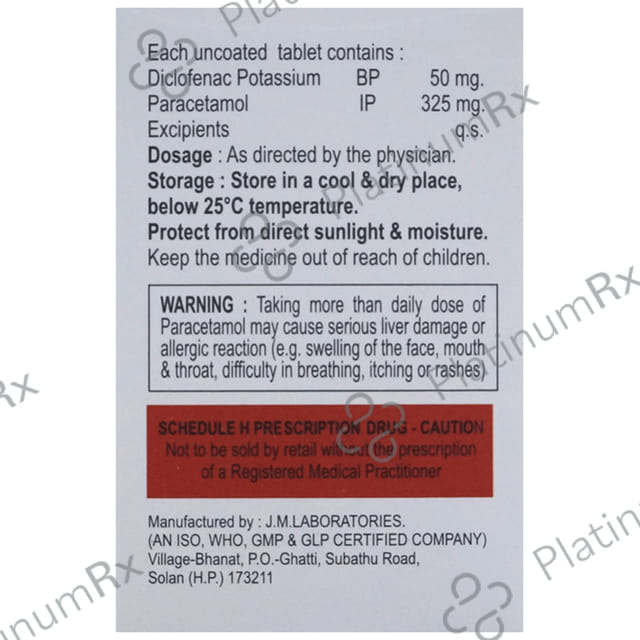 Each uncoated tablet contains :
Diclofenac Potassium BP 50 mg.
Paracetamol IP 325 mg.
Excipients q.s.
Dosage : As directed by the physician.
Storage : Store in a cool & dry place,
below 25°C temperature.
Protect from direct sunlight & moisture.
Keep the medicine out of reach of children.
WARNING : Taking more than daily dose of
Paracetamol may cause serious liver damage or
allergic reaction (e.g. swelling of the face, mouth
& throat, difficulty in breathing, itching or rashes)
SCHEDULE H PRESCRIPTION DRUG - CAUTION
Not to be sold by retail without the prescription
of a Registered Medical Practitioner
Manufactured by : J.M.LABORATORIES.
(AN ISO, WHO, GMP & GLP CERTIFIED COMPANY)
Village-Bhanat, P.O.-Ghatti, Subathu Road,
Solan (H.P.) 173211
PlatinumRx
PlatinumRx
PlatinumRx